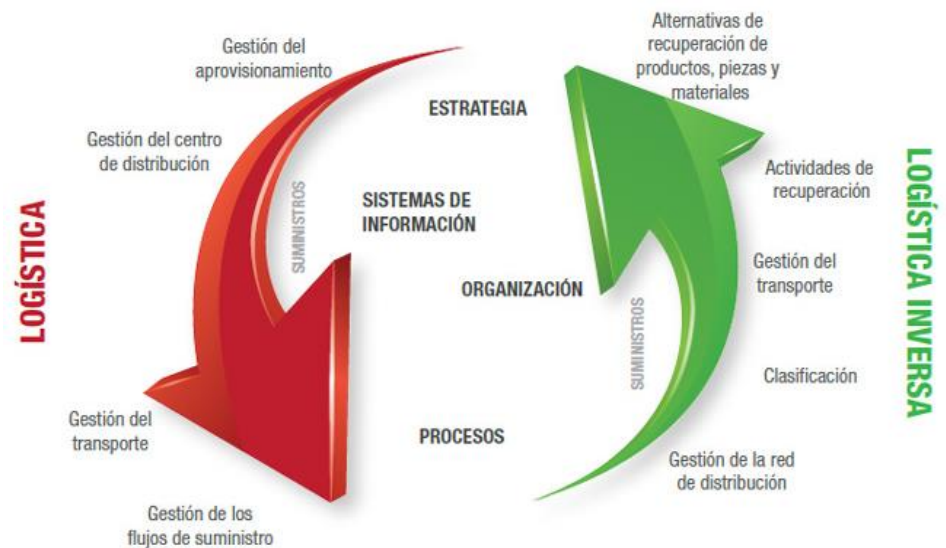 LOGÍSTICA
Gestión del
aprovisionamiento
Gestión del centro
de distribución
SUMINISTROS
Gestión del
transporte
Gestión de los
flujos de suministro
ESTRATEGIA
SISTEMAS DE
INFORMACIÓN
ORGANIZACIÓN
PROCESOS
Alternativas de
recuperación de
productos, piezas y
materiales
Actividades de
recuperación
Gestión del
transporte
SUMINISTROS
Clasificación
Gestión de la red
de distribución
LOGÍSTICA INVERSA